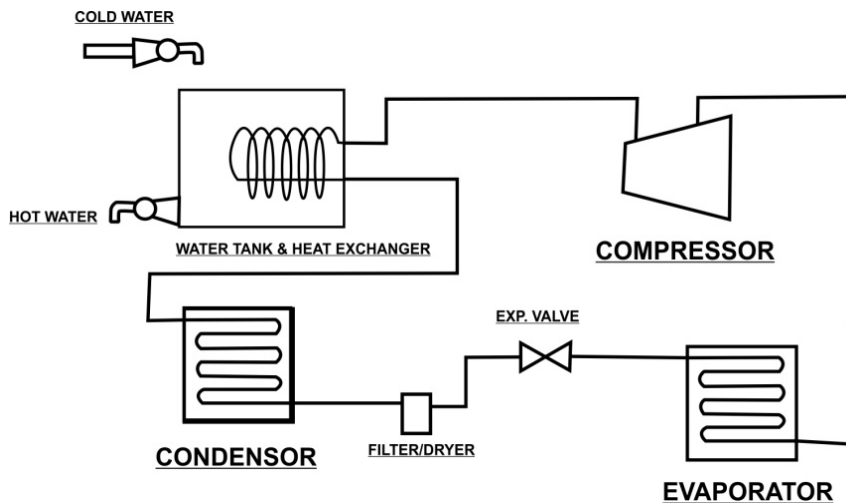 COLD WATER
HOT WATER
WATER TANK & HEAT EXCHANGER
COMPRESSOR
EXP. VALVE
CONDENSOR
FILTER/DRYER
EVAPORATOR